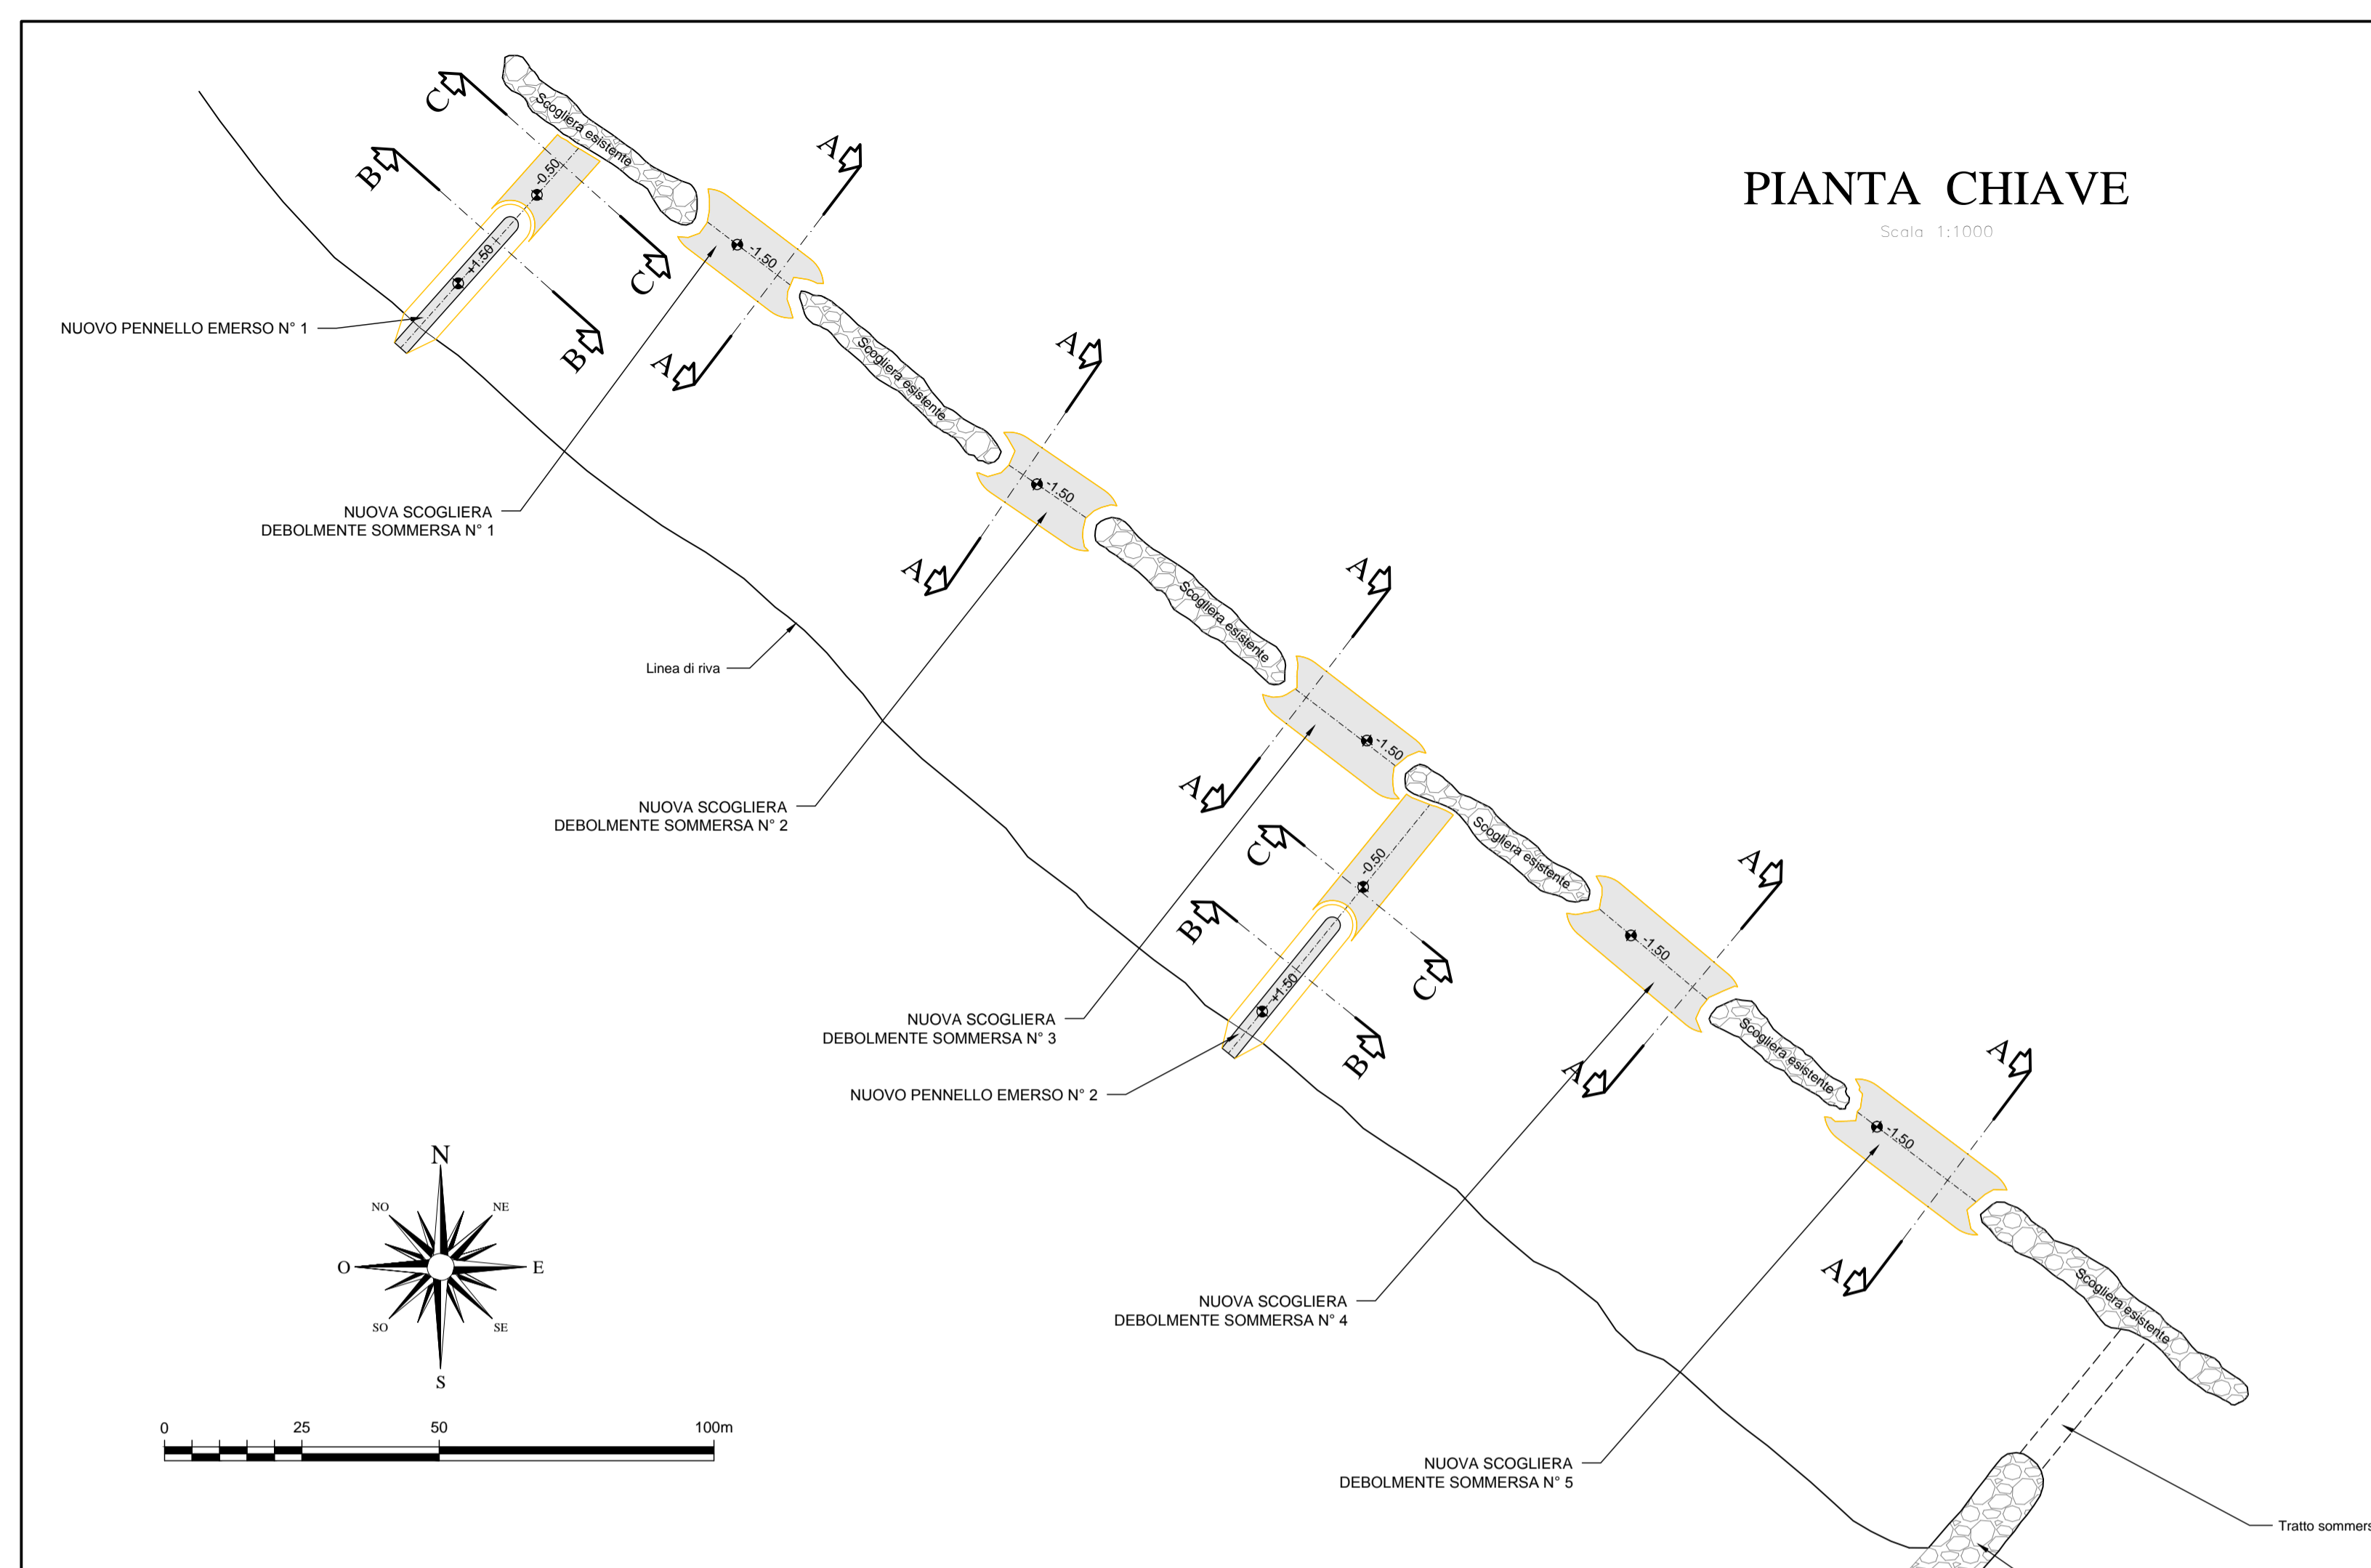 PIANTA CHIAVE
Scala 1:1000
C
Scogliera esistente
A
B
-0.50
-1.50
+1.50
C
NUOVO PENNELLO EMERSO N° 1
B
A
Scogliera esistente
A
-1.50
NUOVA SCOGLIERA
DEBOLMENTE SOMMERSA N° 1
A
A
Scogliera esistente
Linea di riva
-1.50
A
NUOVA SCOGLIERA
DEBOLMENTE SOMMERSA N° 2
C
-0.50
Scogliera esistente
A
B
-1.50
+1.50
C
NUOVA SCOGLIERA
DEBOLMENTE SOMMERSA N° 3
B
Scogliera esistente
A
A
NUOVO PENNELLO EMERSO N° 2
-1.50
N
NO
NE
O
E
SO
SE
S
A
Scogliera esistente
NUOVA SCOGLIERA
DEBOLMENTE SOMMERSA N° 4
0
25
50
100m
NUOVA SCOGLIERA
DEBOLMENTE SOMMERSA N° 5
Tratto sommers